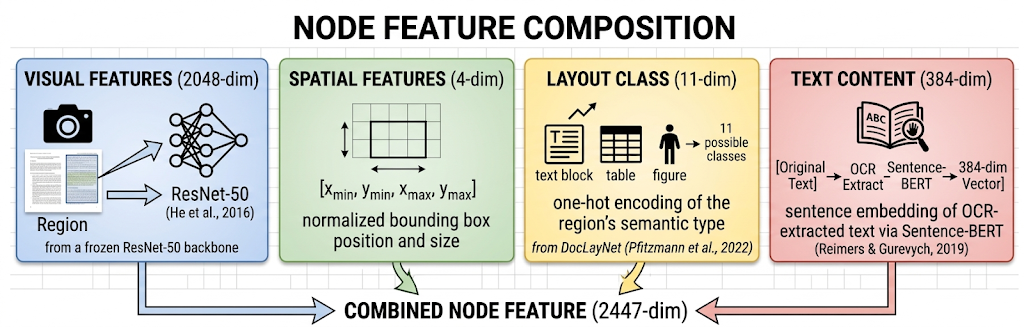 NODE FEATURE COMPOSITION
VISUAL FEATURES (2048-dim)
Region
ResNet-50
(He et al., 2016)
from a frozen ResNet-50 backbone
SPATIAL FEATURES (4-dim)
[xmin, ymin, xmax, ymax]
normalized bounding box
position and size
LAYOUT CLASS (11-dim)
T
text block
table
figure
11
possible
classes
one-hot encoding of the
region's semantic type
from DocLayNet (Pfitzmann et al., 2022)
TEXT CONTENT (384-dim)
ABC
[Original
Text]
OCR
Extract
Sentence-
BERT
384-dim
Vector]
sentence embedding of OCR-
extracted text via Sentence-BERT
(Reimers & Gurevych, 2019)
COMBINED NODE FEATURE (2447-dim)